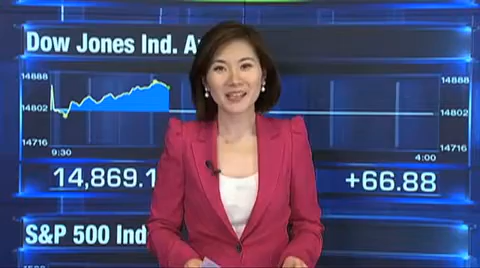 Dow Jones Ind. A
14888 14888
14802 14802
14716 14716
9:30 4:00
14,869.1 +66.88
S&P 500 Ind